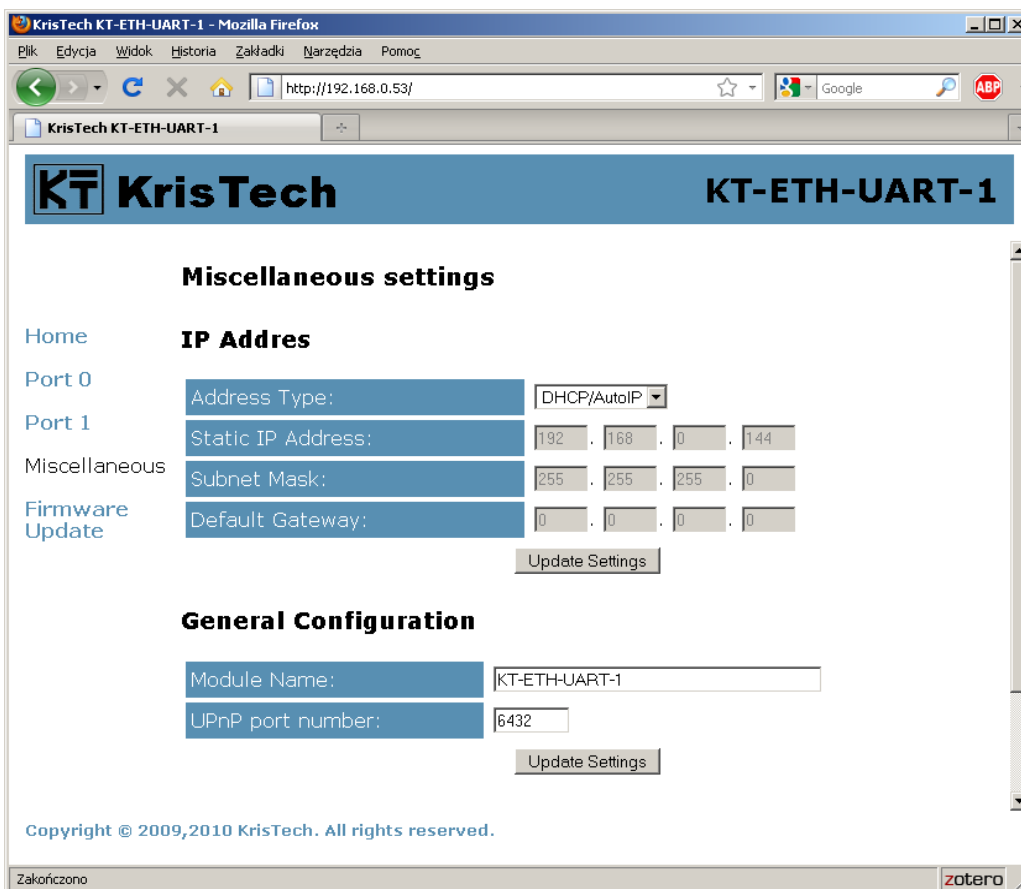 KrisTech KT-ETH-UART-1 - Mozilla Firefox
Plik Edycja Widok Historia Zakładki Narzędzia Pomoc
http://192.168.0.53/ Google ABP
KrisTech KT-ETH-UART-1
KT KrisTech KT-ETH-UART-1
Miscellaneous settings
Home
Port 0
Port 1
Miscellaneous
Firmware
Update
IP Addres
Address Type: DHCP/AutoIP
Static IP Address: 192 . 168 . 0 . 144
Subnet Mask: 255 . 255 . 255 . 0
Default Gateway: 0 . 0 . 0 . 0
Update Settings
General Configuration
Module Name: KT-ETH-UART-1
UPnP port number: 6432
Update Settings
Copyright © 2009,2010 KrisTech. All rights reserved.
Zakończono zotero